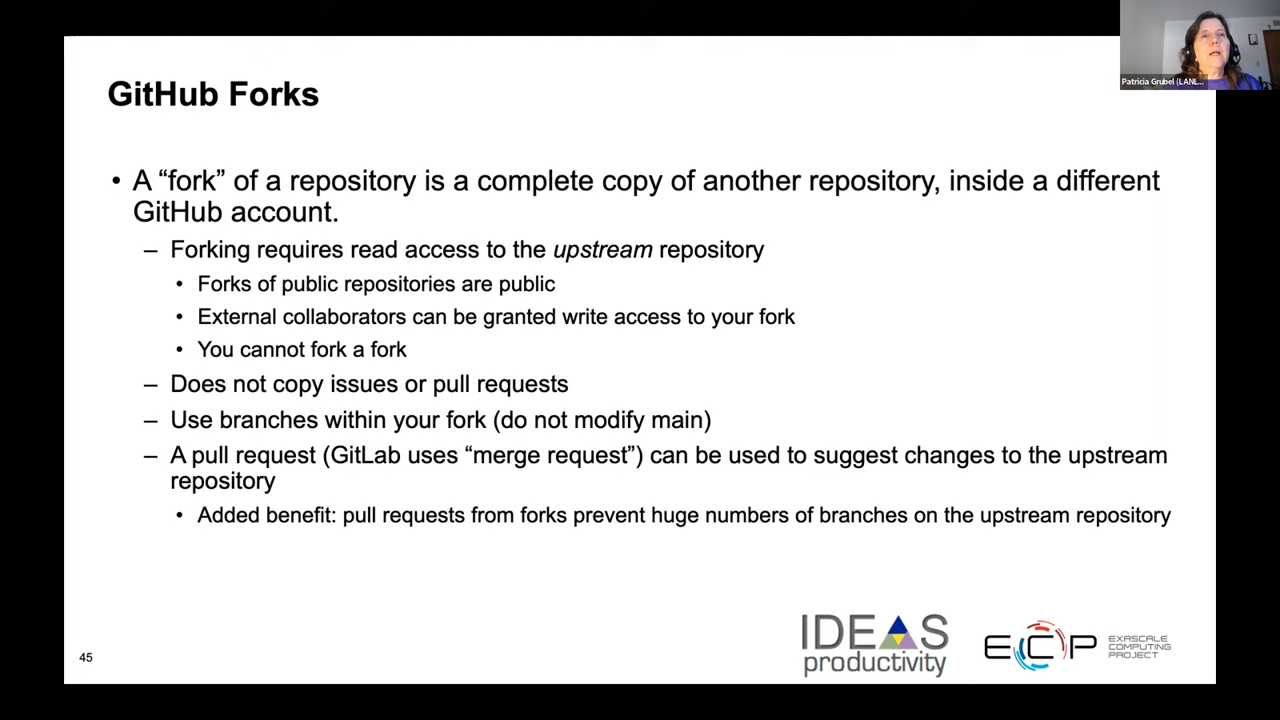 Patricia Grubel (LANL...
GitHub Forks
• A “fork” of a repository is a complete copy of another repository, inside a different
GitHub account.
– Forking requires read access to the upstream repository
• Forks of public repositories are public
• External collaborators can be granted write access to your fork
• You cannot fork a fork
– Does not copy issues or pull requests
– Use branches within your fork (do not modify main)
– A pull request (GitLab uses “merge request”) can be used to suggest changes to the upstream
repository
• Added benefit: pull requests from forks prevent huge numbers of branches on the upstream repository
45
IDEAS
productivity
ECP
EXASCALE
COMPUTING
PROJECT